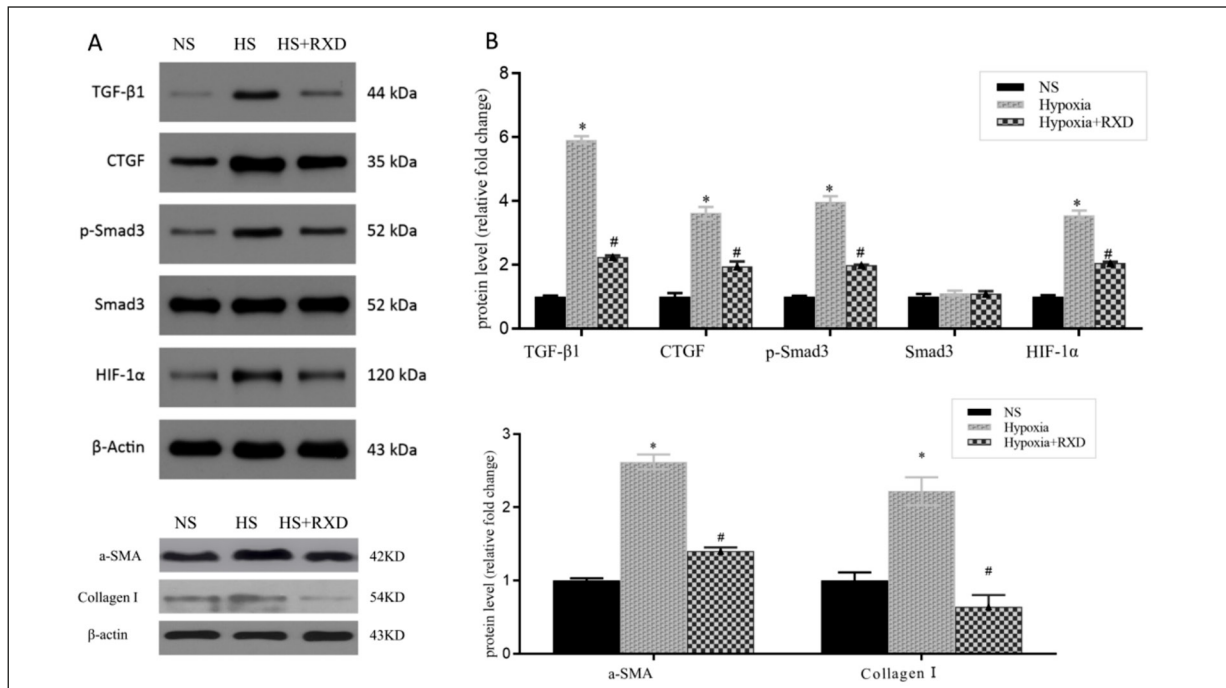 A
NS HS HS+RXD
TGF-β1 44 kDa
CTGF 35 kDa
p-Smad3 52 kDa
Smad3 52 kDa
HIF-1α 120 kDa
β-Actin 43 kDa
NS HS HS+RXD
a-SMA 42KD
Collagen I 54KD
β-actin 43KD
B
NS
Hypoxia
Hypoxia+RXD
protein level (relative fold change)
8
6
4
2
0
* # * # * # * #
TGF-β1 CTGF p-Smad3 Smad3 HIF-1α
NS
Hypoxia
Hypoxia+RXD
protein level (relative fold change)
3
2
1
0
* # * #
a-SMA Collagen I